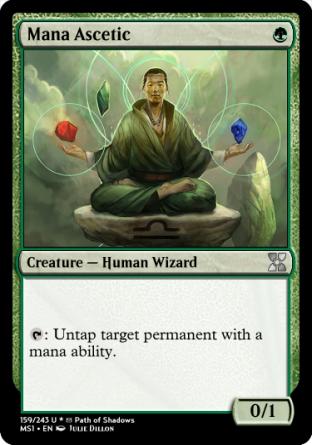 Mana Ascetic
Creature — Human Wizard
: Untap target permanent with a
mana ability.
0/1
159/243 U * Path of Shadows
MS1 • EN JULIE DILLON